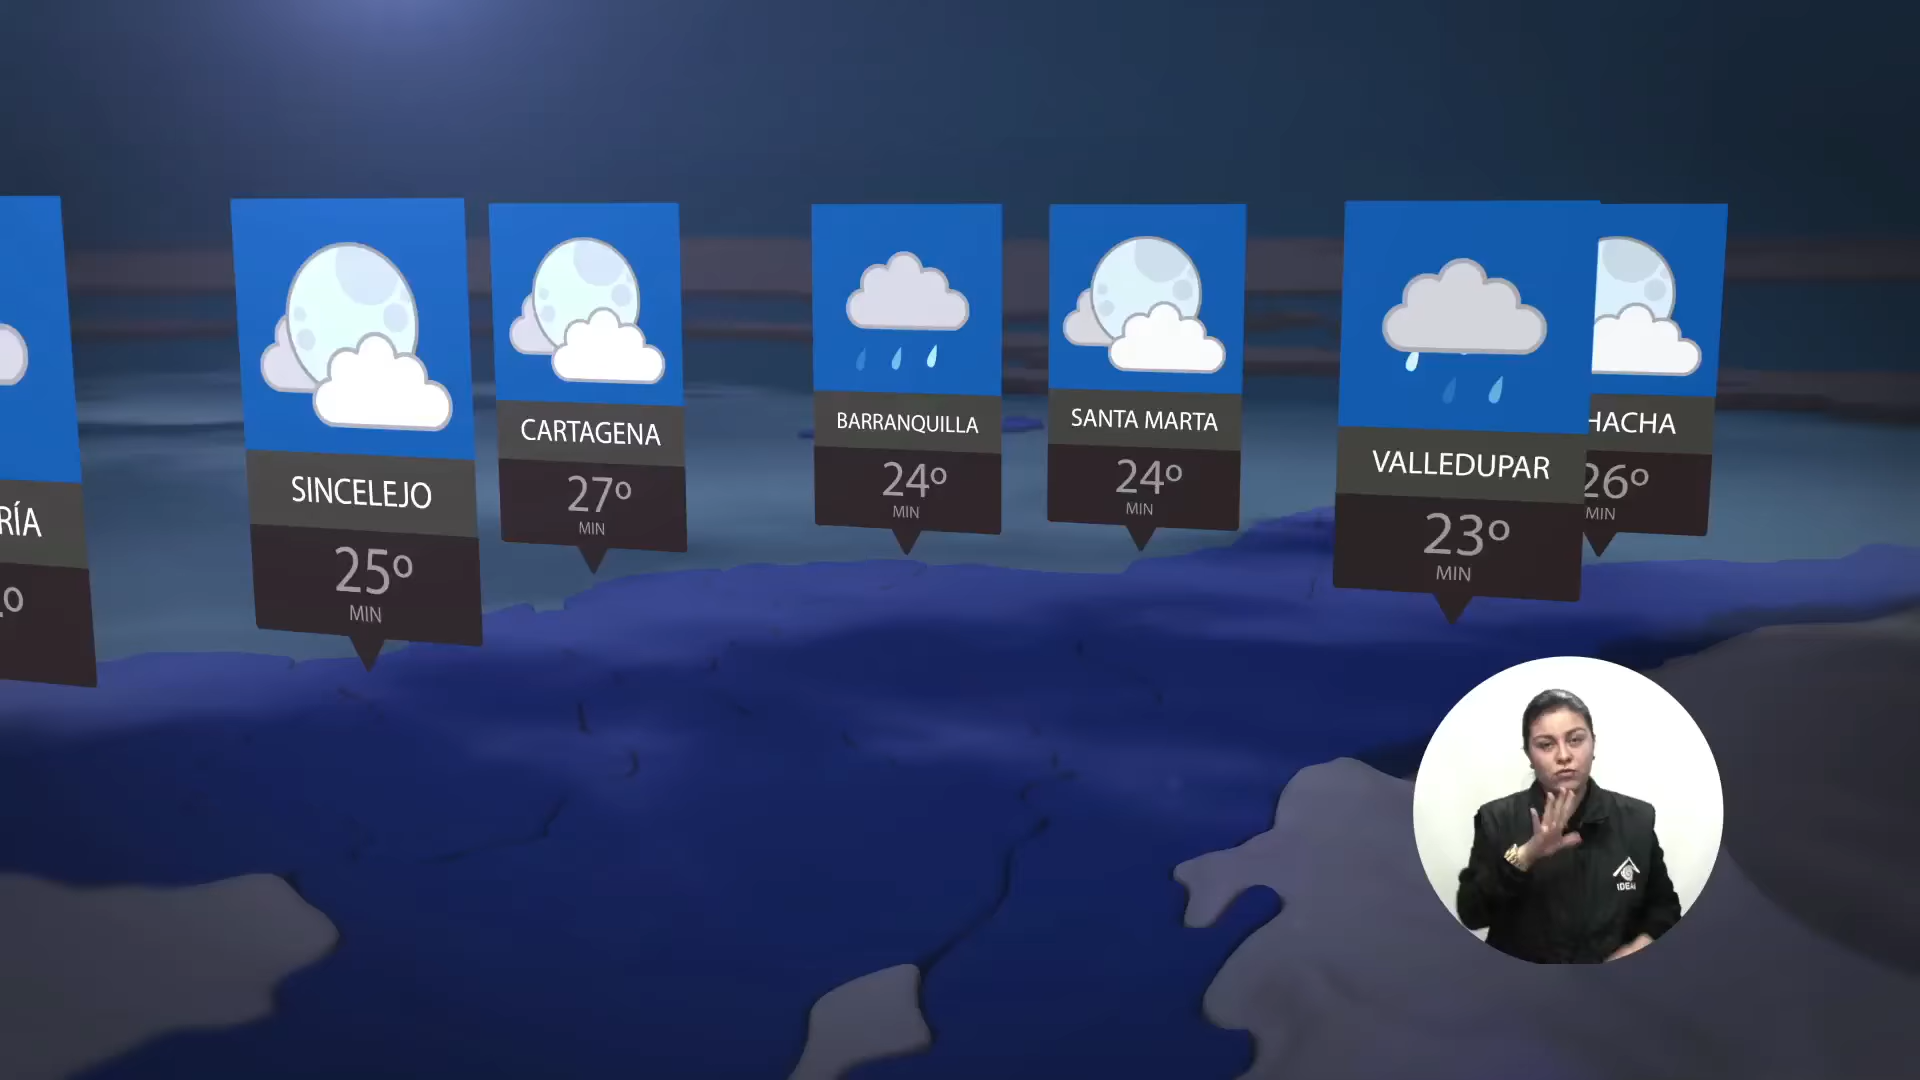 RÍA
º
SINCELEJO
25º
MIN
CARTAGENA
27º
MIN
BARRANQUILLA
24º
MIN
SANTA MARTA
24º
MIN
VALLEDUPAR
23º
MIN
HACHA
26º
MIN
IDEAM